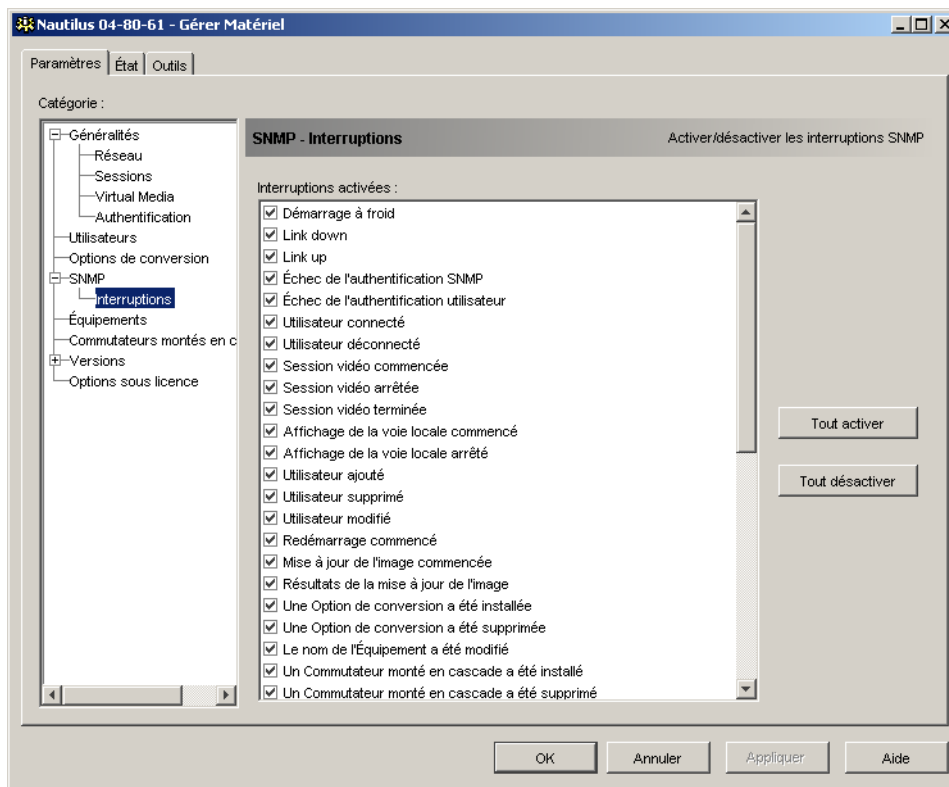 Nautilus 04-80-61 - Gérer Matériel
Paramètres
État
Outils
Catégorie :
Généralités
Réseau
Sessions
Virtual Media
Authentification
Utilisateurs
Options de conversion
SNMP
Interruptions
Équipements
Commutateurs montés en c
Versions
Options sous licence
SNMP - Interruptions
Activer/désactiver les interruptions SNMP
Interruptions activées :
Démarrage à froid
Link down
Link up
Échec de l'authentification SNMP
Échec de l'authentification utilisateur
Utilisateur connecté
Utilisateur déconnecté
Session vidéo commencée
Session vidéo arrêtée
Session vidéo terminée
Affichage de la voie locale commencé
Affichage de la voie locale arrêté
Utilisateur ajouté
Utilisateur supprimé
Utilisateur modifié
Redémarrage commencé
Mise à jour de l'image commencée
Résultats de la mise à jour de l'image
Une Option de conversion a été installée
Une Option de conversion a été supprimée
Le nom de l'Équipement a été modifié
Un Commutateur monté en cascade a été installé
Un Commutateur monté en cascade a été supprimé
Tout activer
Tout désactiver
OK
Annuler
Appliquer
Aide